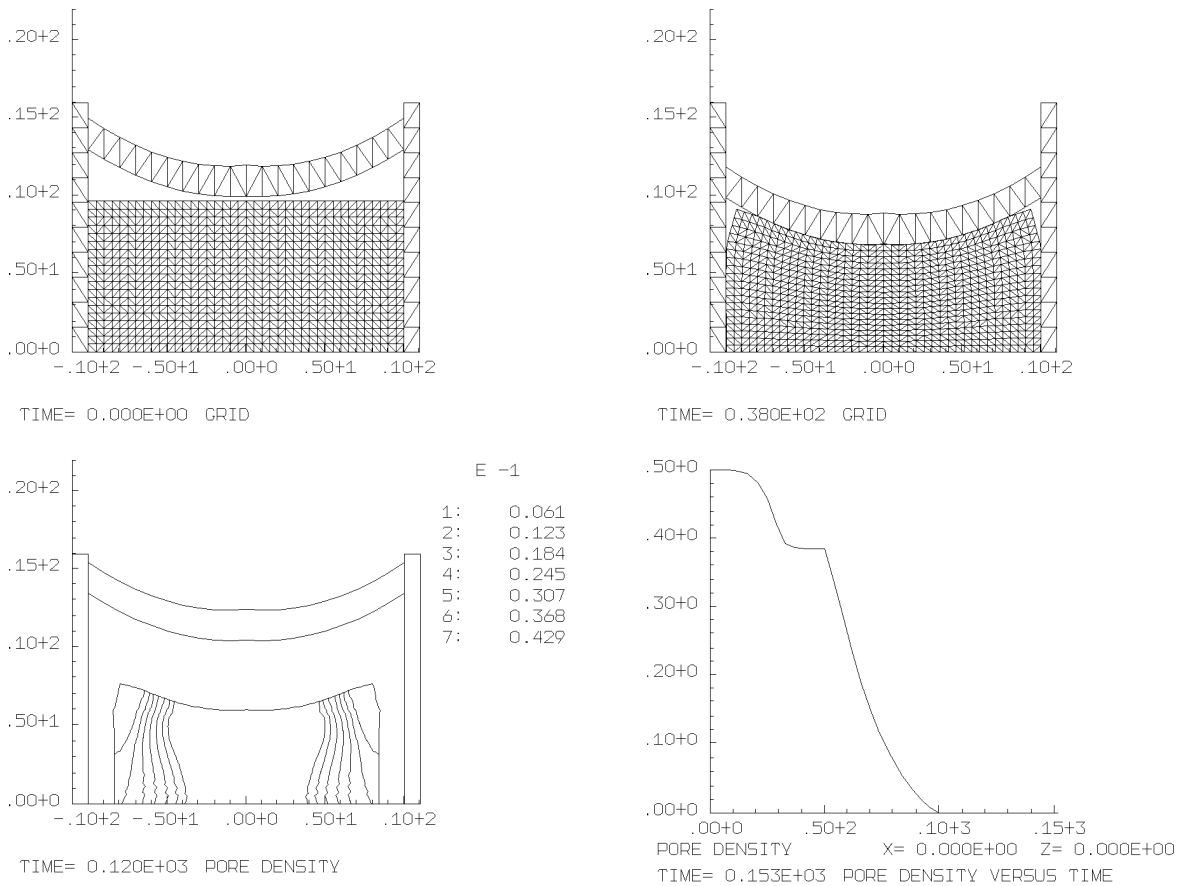 .20+2
.15+2
.10+2
.50+1
.00+0
-.10+2 -.50+1 .00+0 .50+1 .10+2
TIME= 0.000E+00 GRID
.20+2
.15+2
.10+2
.50+1
.00+0
-.10+2 -.50+1 .00+0 .50+1 .10+2
TIME= 0.380E+02 GRID
.20+2
.15+2
.10+2
.50+1
.00+0
-.10+2 -.50+1 .00+0 .50+1 .10+2
E -1
1: 0.061
2: 0.123
3: 0.184
4: 0.245
5: 0.307
6: 0.368
7: 0.429
TIME= 0.120E+03 PORE DENSITY
.50+0
.40+0
.30+0
.20+0
.10+0
.00+0
.00+0 .50+2 .10+3 .15+3
PORE DENSITY X= 0.000E+00 Z= 0.000E+00
TIME= 0.153E+03 PORE DENSITY VERSUS TIME